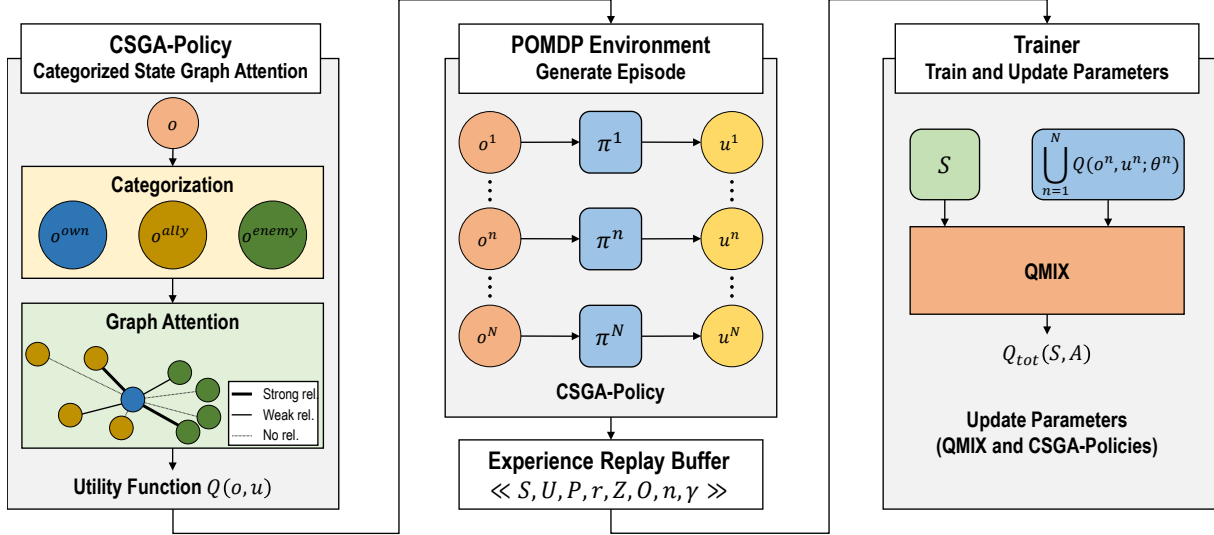 CSGA-Policy
Categorized State Graph Attention
o
Categorization
o^{own}
o^{ally}
o^{enemy}
Graph Attention
Strong rel.
Weak rel.
No rel.
Utility Function Q(o, u)
POMDP Environment
Generate Episode
o^1
π^1
u^1
o^n
π^n
u^n
o^N
π^N
u^N
CSGA-Policy
Experience Replay Buffer
≪ S, U, P, r, Z, O, n, γ ≫
Trainer
Train and Update Parameters
S
⋃_{n=1}^{N} Q(o^n, u^n; θ^n)
QMIX
Q_{tot}(S, A)
Update Parameters
(QMIX and CSGA-Policies)